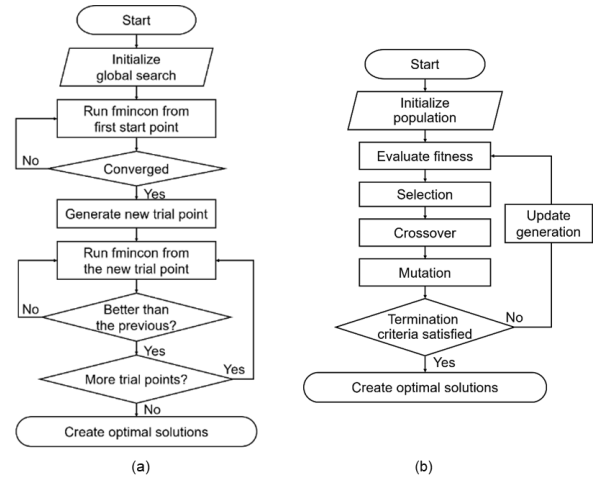 Start
Initialize
global search
Run fmincon from
first start point
No
Converged
Yes
Generate new trial point
Run fmincon from
the new trial point
No
Better than
the previous?
Yes
Yes
More trial points?
No
Create optimal solutions
(a)
Start
Initialize
population
Evaluate fitness
Selection
Update
generation
Crossover
Mutation
No
Termination
criteria satisfied
Yes
Create optimal solutions
(b)